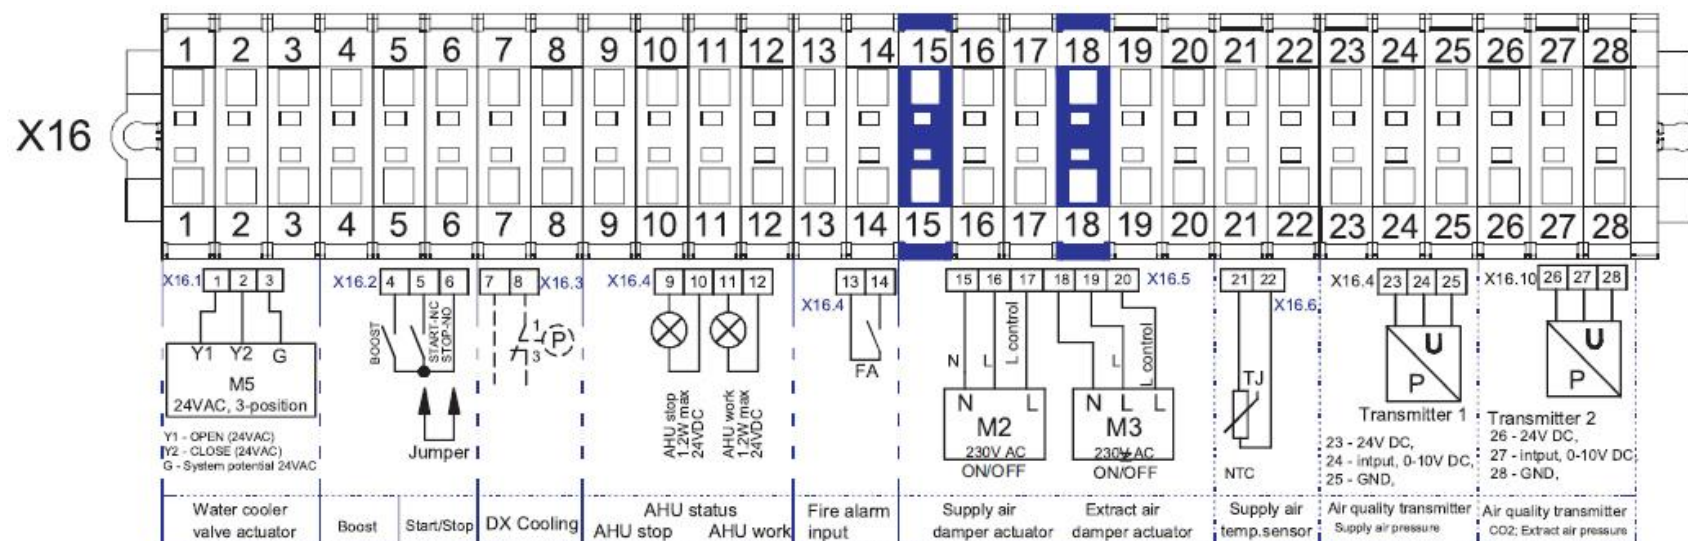 1 2 3 4 5 6 7 8 9 10 11 12 13 14 15 16 17 18 19 20 21 22 23 24 25 26 27 28
X16
1 2 3 4 5 6 7 8 9 10 11 12 13 14 15 16 17 18 19 20 21 22 23 24 25 26 27 28
X16.1 1 2 3
Y1 Y2 G
M5
24VAC, 3-position
Y1 - OPEN (24VAC)
Y2 - CLOSE (24VAC)
G - System potential 24VAC
Water cooler
valve actuator
X16.2 4 5 6
BOOST
START-NC
STOP-NO
Jumper
Boost
Start/Stop
7 8 X16.3
1
3
P
DX Cooling
X16.4 9 10 11 12
AHU stop
1.2W max
24VDC
AHU work
1.2W max
24VDC
AHU status
AHU stop AHU work
13 14
X16.4
FA
Fire alarm
input
15 16 17 18 19 20 X16.5
N L L control
N L
M2
230V AC
ON/OFF
L L control
N L L
M3
230V AC
ON/OFF
Supply air
damper actuator
Extract air
damper actuator
21 22
X16.6
TJ
NTC
Supply air
temp.sensor
X16.4 23 24 25
U
P
Transmitter 1
23 - 24V DC,
24 - intput, 0-10V DC,
25 - GND,
Air quality transmitter
Supply air pressure
X16.10 26 27 28
U
P
Transmitter 2
26 - 24V DC,
27 - intput, 0-10V DC
28 - GND,
Air quality transmitter
CO2; Extract air pressure